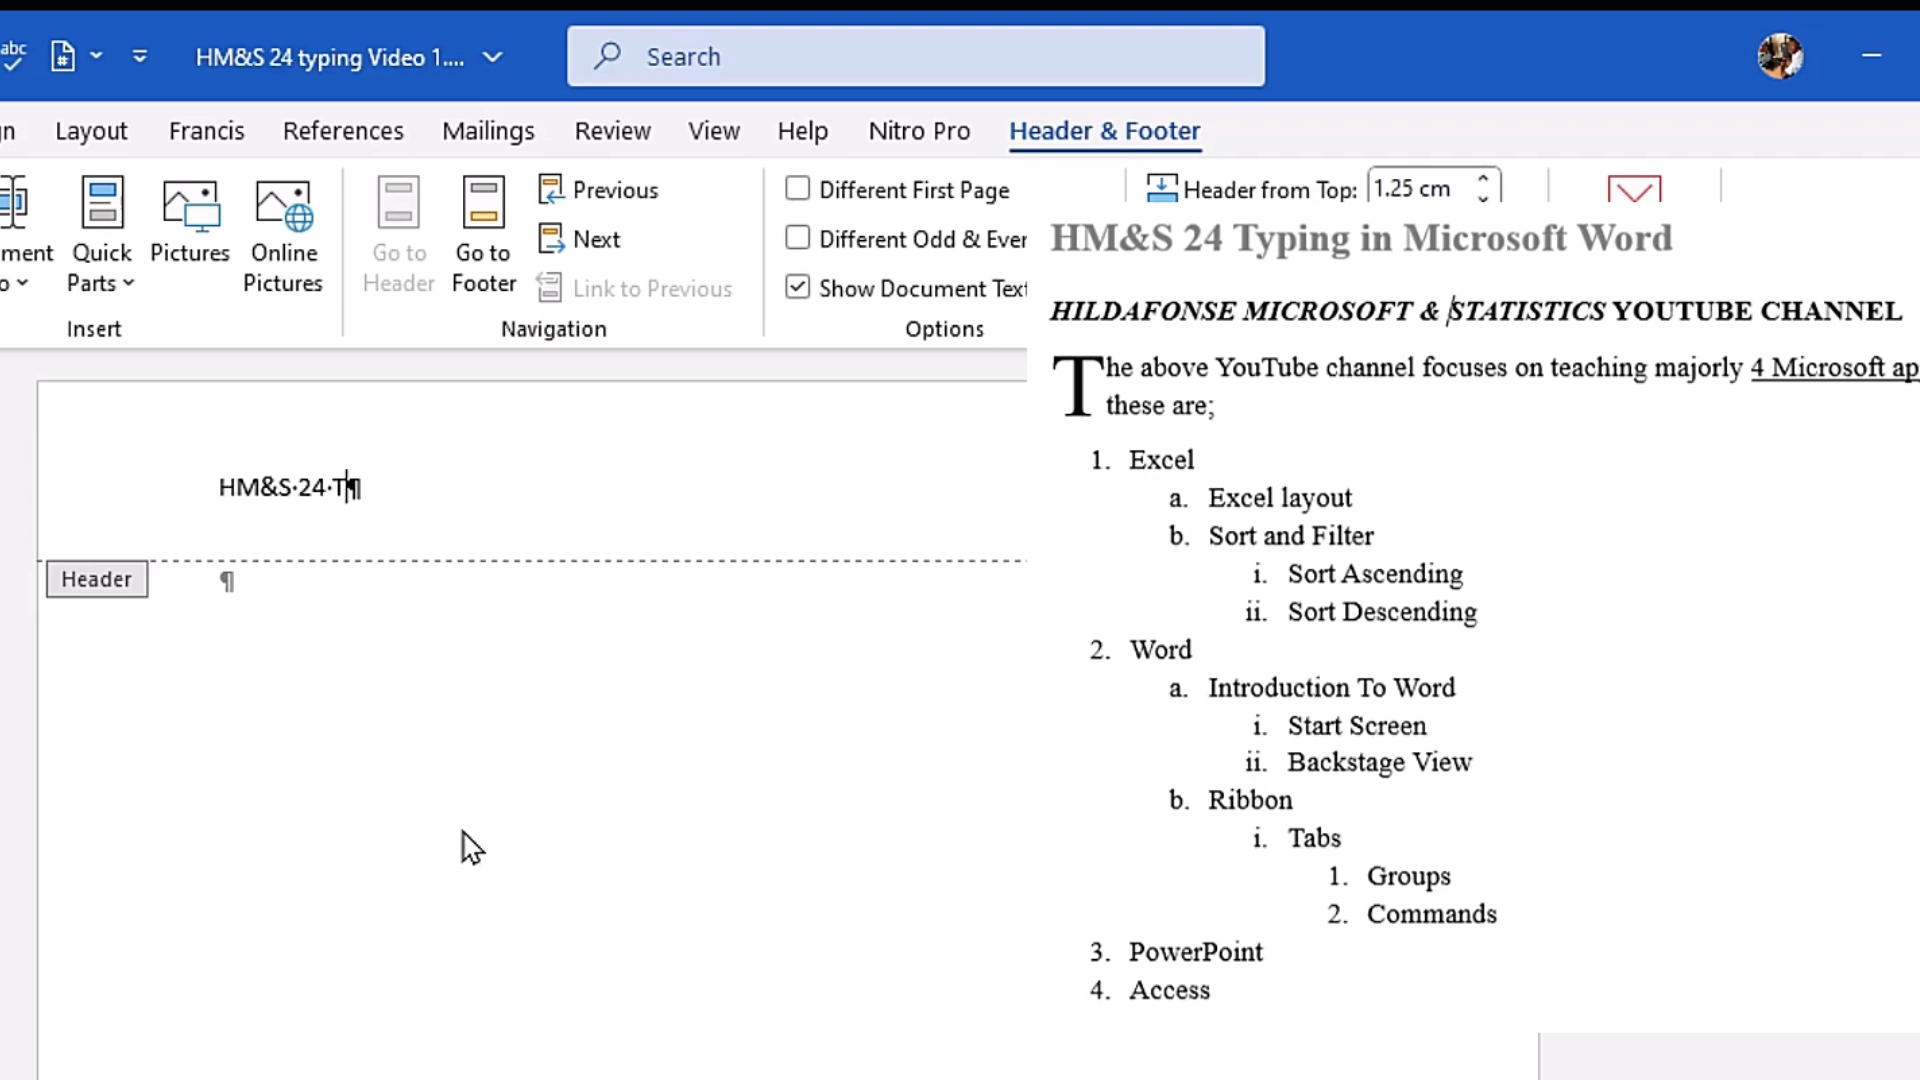 abc
HM&S 24 typing Video 1....
Search
Layout Francis References Mailings Review View Help Nitro Pro Header & Footer
Quick Parts
Pictures
Online Pictures
Insert
Go to Header
Go to Footer
Previous
Next
Link to Previous
Navigation
Different First Page
Different Odd & Ever
Show Document Text
Options
Header from Top: 1.25 cm
HM&S·24·T¶
Header
¶
HM&S 24 Typing in Microsoft Word
HILDAFONSE MICROSOFT & STATISTICS YOUTUBE CHANNEL
The above YouTube channel focuses on teaching majorly 4 Microsoft ap
these are;
1. Excel
a. Excel layout
b. Sort and Filter
i. Sort Ascending
ii. Sort Descending
2. Word
a. Introduction To Word
i. Start Screen
ii. Backstage View
b. Ribbon
i. Tabs
1. Groups
2. Commands
3. PowerPoint
4. Access